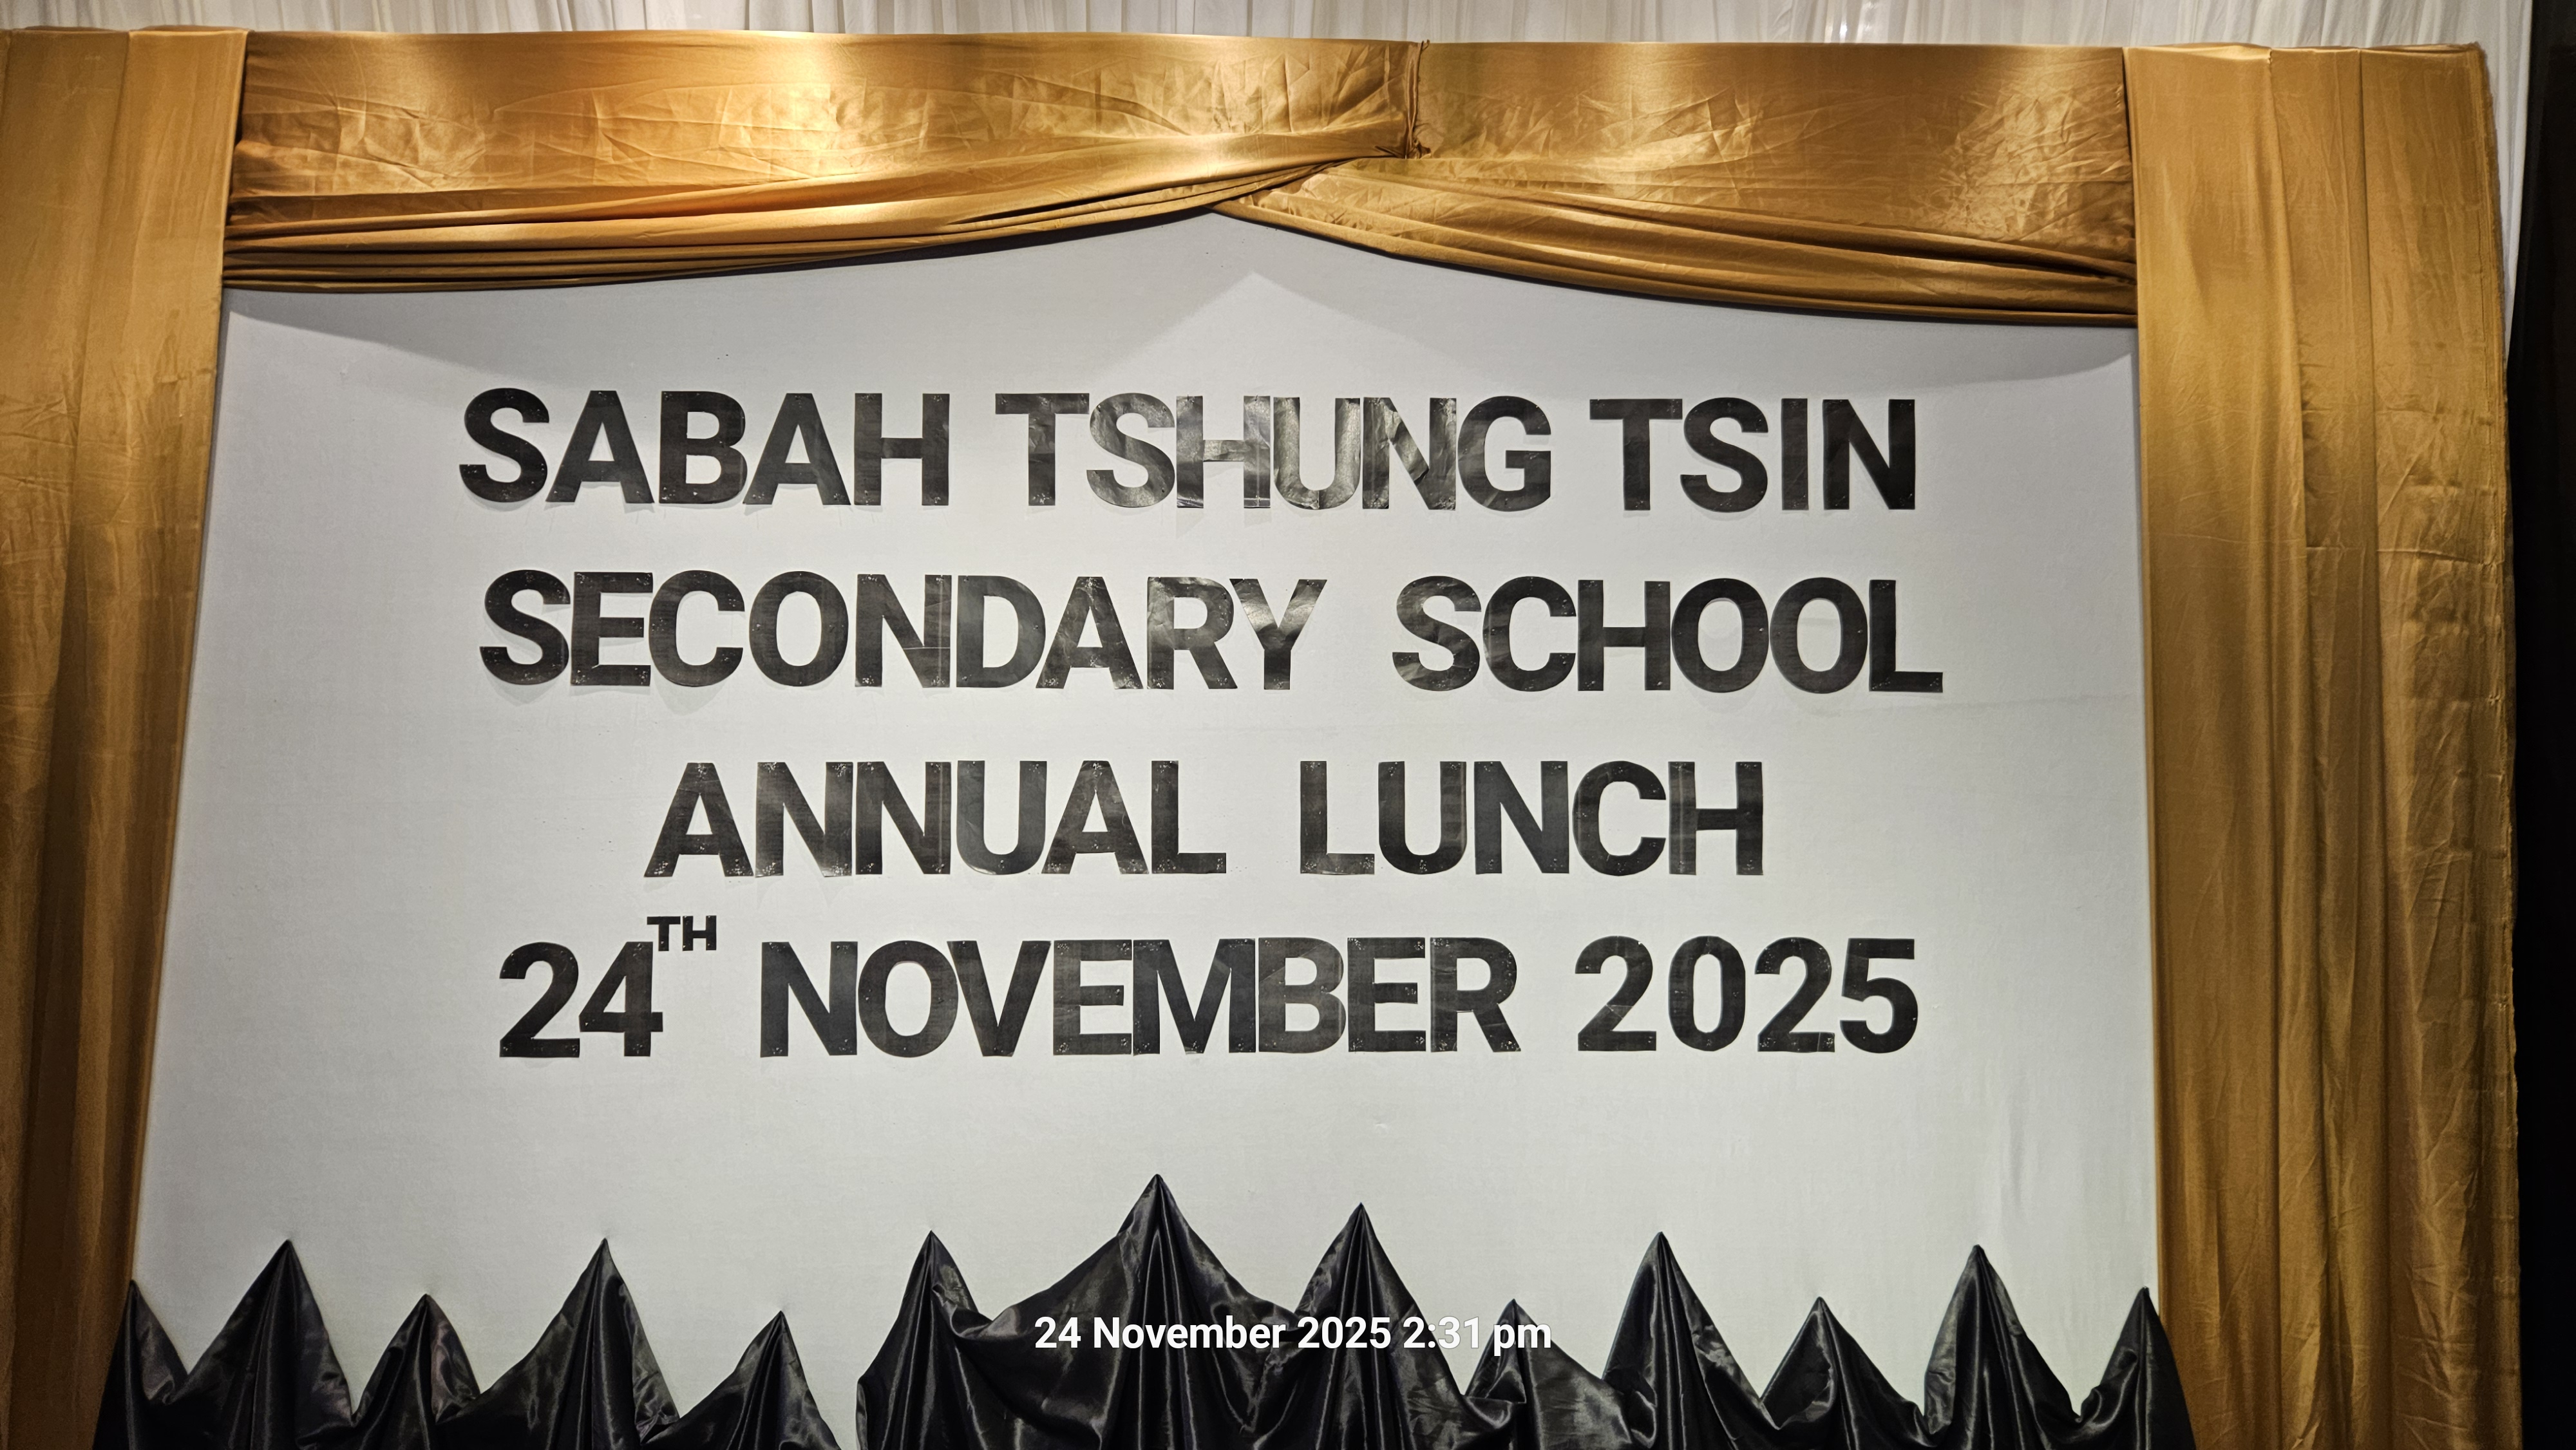 SABAH TSHUNG TSIN
SECONDARY SCHOOL
ANNUAL LUNCH
24TH NOVEMBER 2025
24 November 2025 2:31 pm